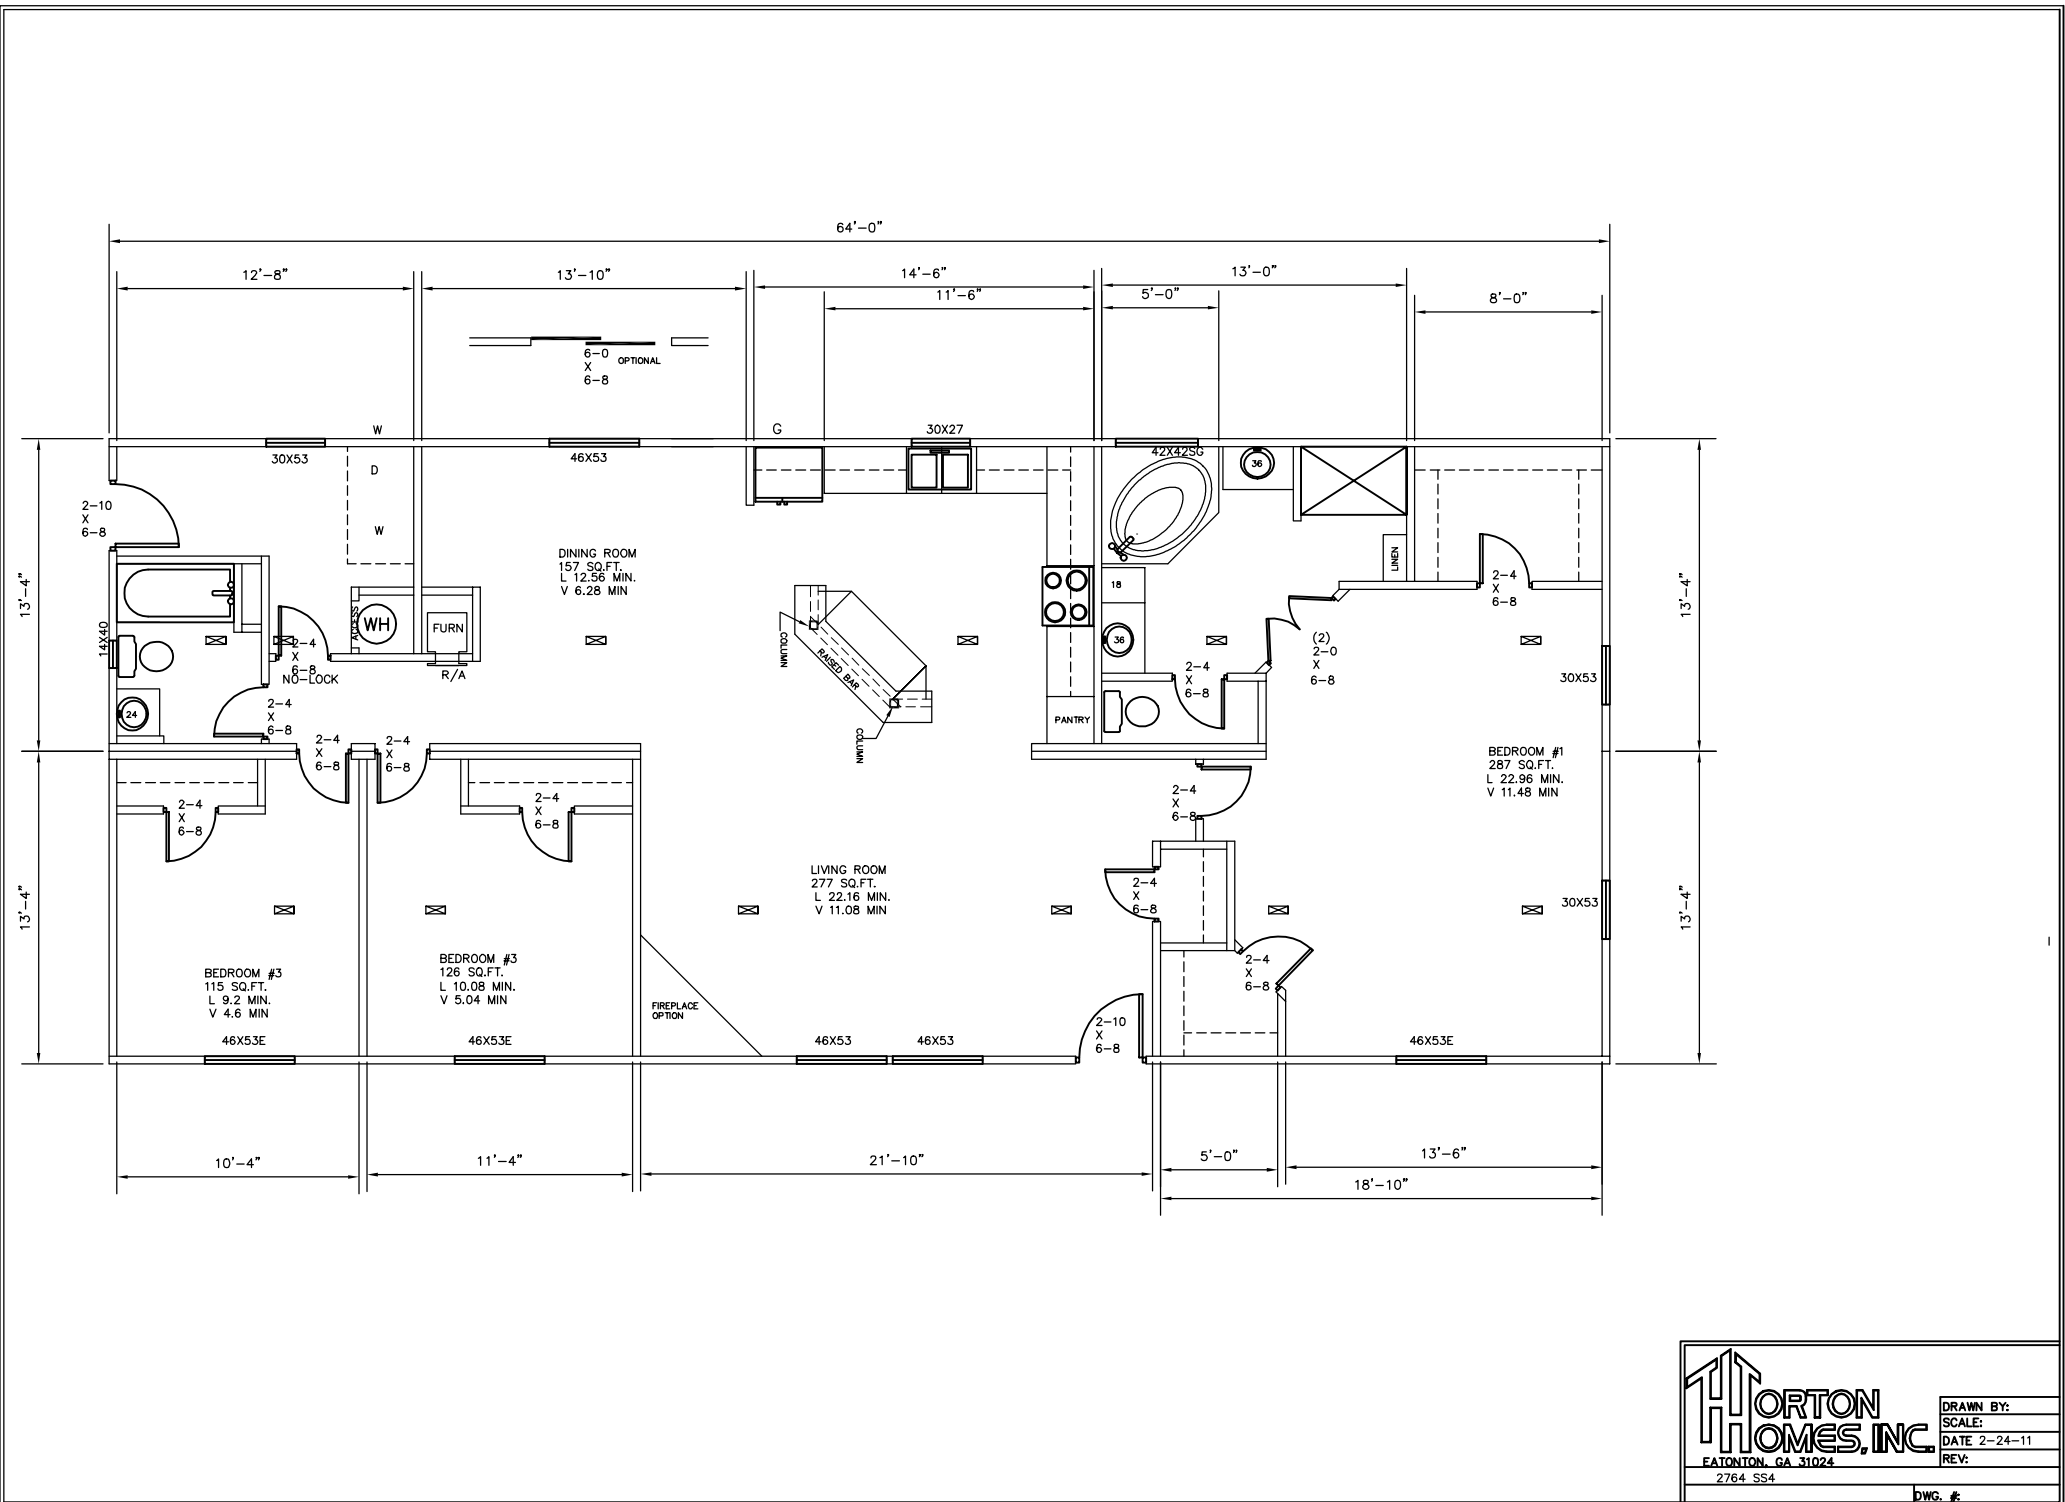 64'-0"
12'-8"
13'-10"
14'-6"
13'-0"
11'-6"
5'-0"
8'-0"
6-0
X
6-8
OPTIONAL
W
G
30X27
30X53
46X53
42X42SG
D
W
36
2-10
X
6-8
DINING ROOM
157 SQ.FT.
L 12.56 MIN.
V 6.28 MIN
LINEN
18
2-4
X
6-8
13'-4"
13'-4"
14X40
ACCESS
WH
FURN
R/A
2-4
X
6-8
NO-LOCK
COLUMN
RAISED BAR
COLUMN
36
(2)
2-0
X
6-8
2-4
X
6-8
30X53
24
2-4
X
6-8
PANTRY
2-4
X
6-8
2-4
X
6-8
BEDROOM #1
287 SQ.FT.
L 22.96 MIN.
V 11.48 MIN
2-4
X
6-8
2-4
X
6-8
2-4
X
6-8
LIVING ROOM
277 SQ.FT.
L 22.16 MIN.
V 11.08 MIN
2-4
X
6-8
30X53
13'-4"
13'-4"
BEDROOM #3
115 SQ.FT.
L 9.2 MIN.
V 4.6 MIN
BEDROOM #3
126 SQ.FT.
L 10.08 MIN.
V 5.04 MIN
2-4
X
6-8
FIREPLACE
OPTION
2-10
X
6-8
46X53E
46X53E
46X53
46X53
46X53E
10'-4"
11'-4"
21'-10"
5'-0"
13'-6"
18'-10"
HORTON
HOMES, INC.
EATONTON, GA 31024
2764 SS4
DRAWN BY:
SCALE:
DATE 2-24-11
REV:
DWG. #: